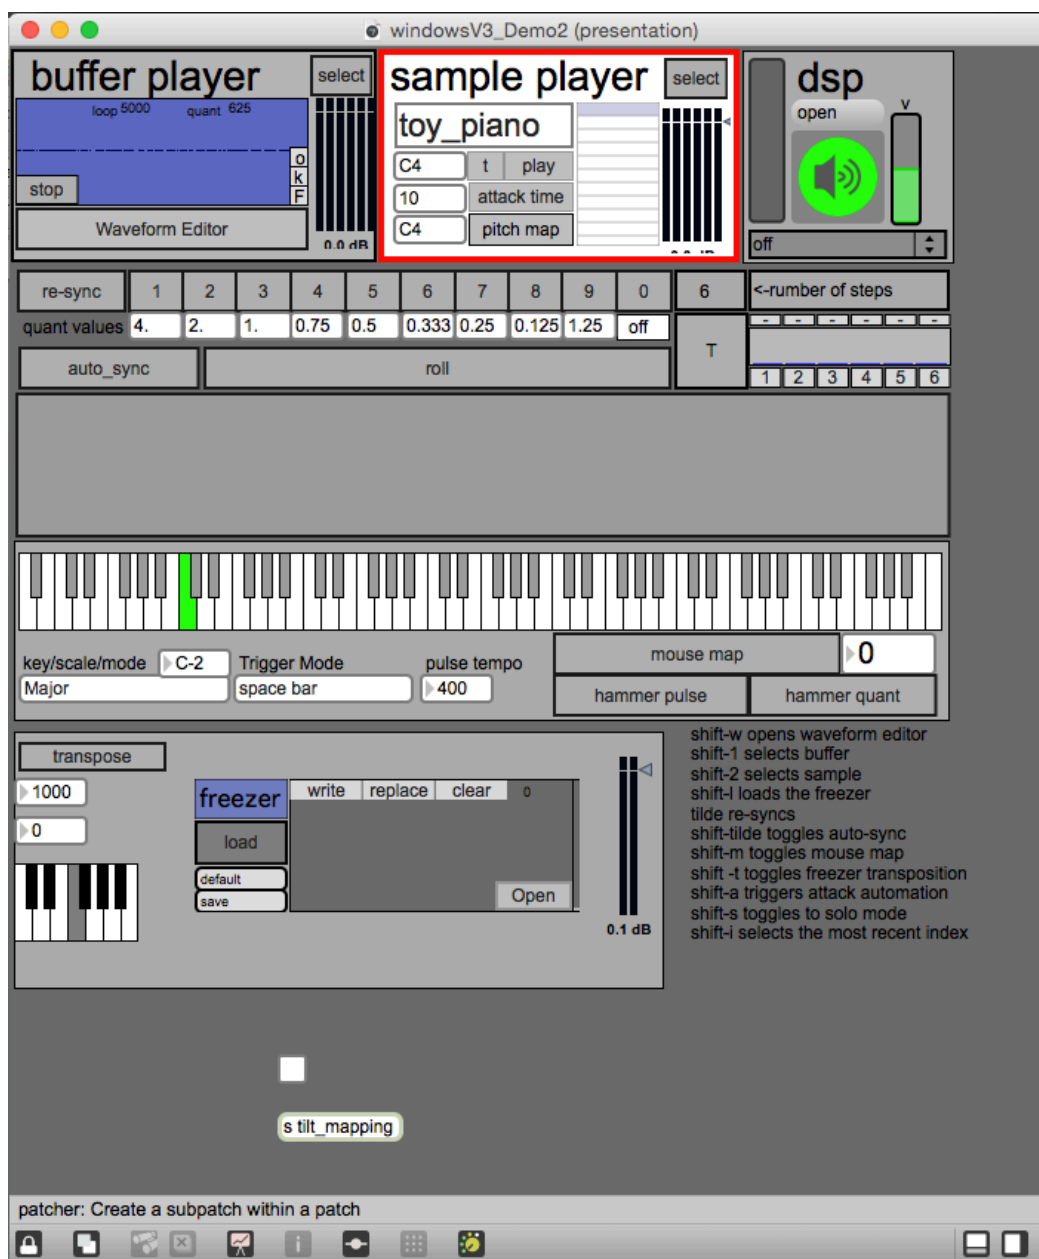 windowsV3_Demo2 (presentation)
buffer player
select
loop 5000 quant 625
o
k
F
stop
Waveform Editor
0.0 dB
sample player
select
toy_piano
C4 t play
10 attack time
C4 pitch map
dsp
open
v
off
re-sync 1 2 3 4 5 6 7 8 9 0 6 <-rumber of steps
quant values 4. 2. 1. 0.75 0.5 0.333 0.25 0.125 1.25 off
- - - - - -
T
auto_sync roll
1 2 3 4 5 6
key/scale/mode C-2 Trigger Mode pulse tempo
Major space bar 400
mouse map 0
hammer pulse hammer quant
transpose
1000
0
freezer
write replace clear 0
load
default
save
Open
0.1 dB
shift-w opens waveform editor
shift-1 selects buffer
shift-2 selects sample
shift-l loads the freezer
tilde re-syncs
shift-tilde toggles auto-sync
shift-m toggles mouse map
shift -t toggles freezer transposition
shift-a triggers attack automation
shift-s toggles to solo mode
shift-i selects the most recent index
s tilt_mapping
patcher: Create a subpatch within a patch